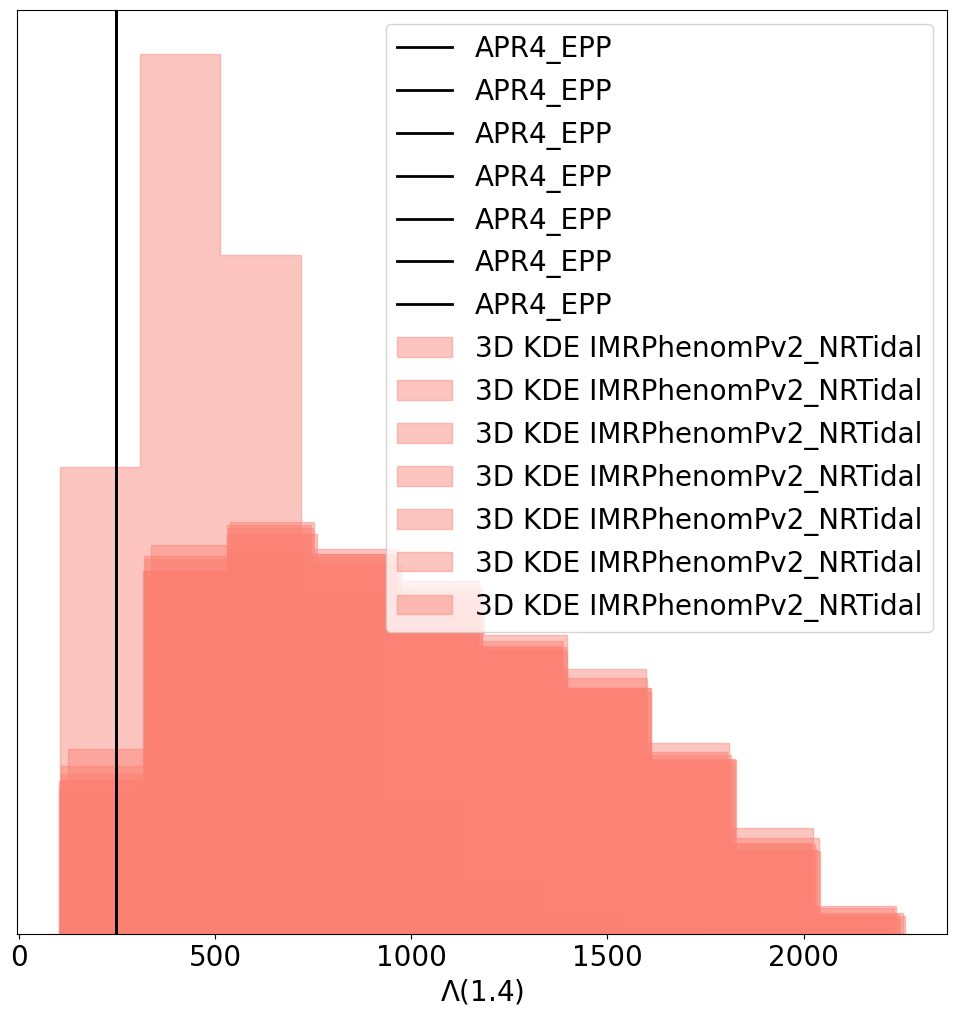 APR4_EPP
APR4_EPP
APR4_EPP
APR4_EPP
APR4_EPP
APR4_EPP
APR4_EPP
3D KDE IMRPhenomPv2_NRTidal
3D KDE IMRPhenomPv2_NRTidal
3D KDE IMRPhenomPv2_NRTidal
3D KDE IMRPhenomPv2_NRTidal
3D KDE IMRPhenomPv2_NRTidal
3D KDE IMRPhenomPv2_NRTidal
3D KDE IMRPhenomPv2_NRTidal
0 500 1000 1500 2000
Λ(1.4)